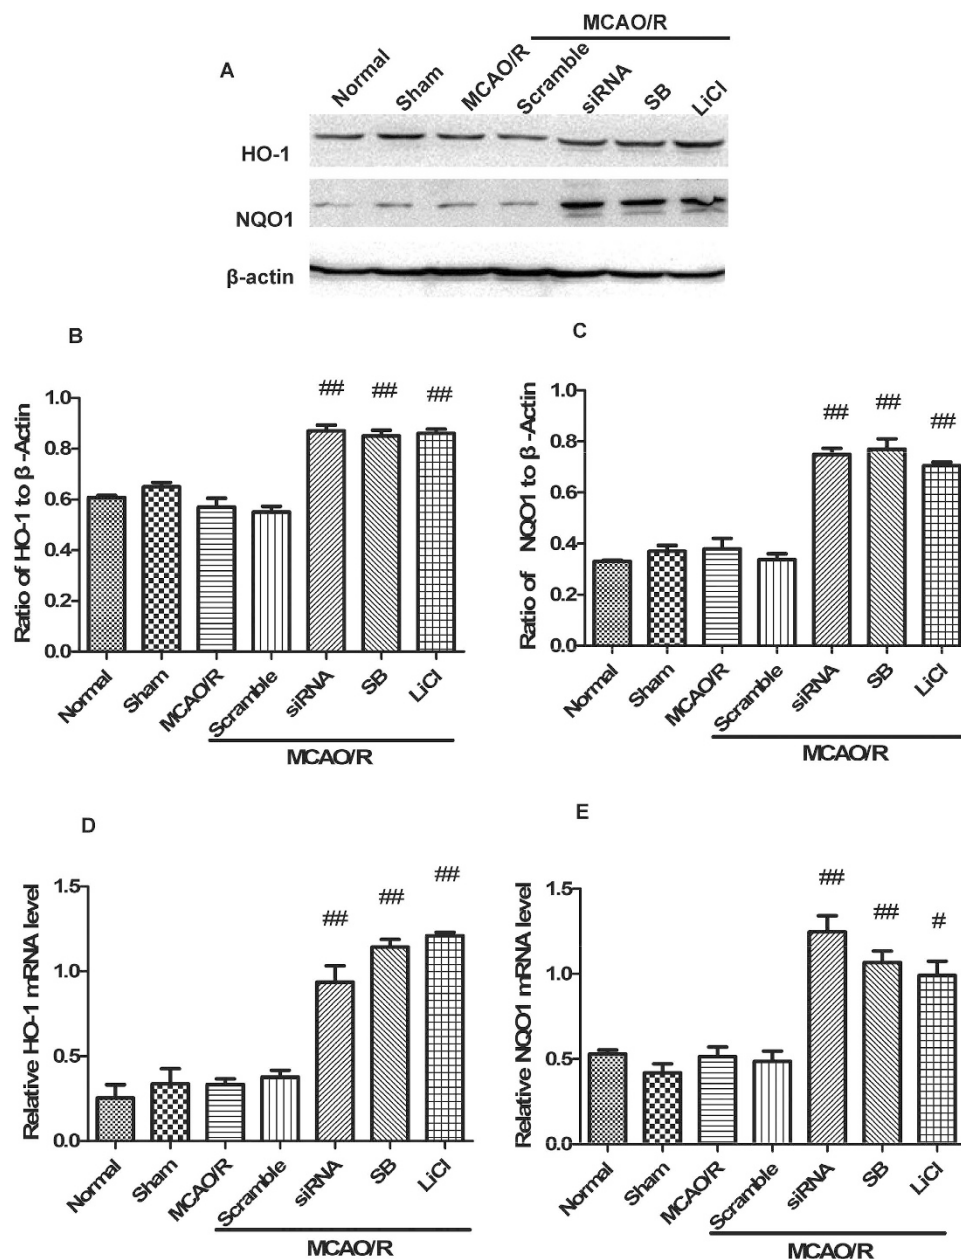 MCAO/R
A
Normal
Sham
MCAO/R
Scramble
siRNA
SB
LiCl
HO-1
NQO1
β-actin
B
Ratio of HO-1 to β -Actin
1.0
0.8
0.6
0.4
0.2
0.0
## ## ##
Normal
Sham
MCAO/R
Scramble
siRNA
SB
LiCl
MCAO/R
C
Ratio of NQO1 to β -Actin
1.0
0.8
0.6
0.4
0.2
0.0
## ## ##
Normal
Sham
MCAO/R
Scramble
siRNA
SB
LiCl
MCAO/R
D
Relative HO-1 mRNA level
1.5
1.0
0.5
0.0
## ## ##
Normal
Sham
MCAO/R
Scramble
siRNA
SB
LiCl
MCAO/R
E
Relative NQO1 mRNA level
1.5
1.0
0.5
0.0
## ## #
Normal
Sham
MCAO/R
Scramble
siRNA
SB
LiCl
MCAO/R